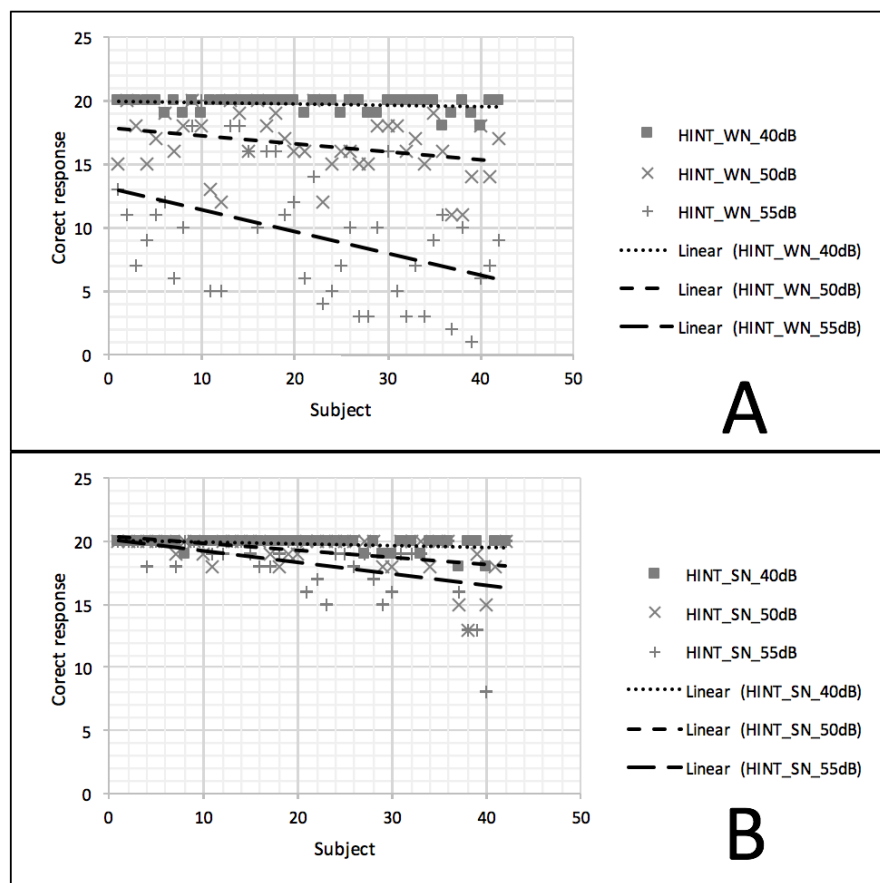 25
20
15
10
5
0
Corect response
0 10 20 30 40 50
Subject
HINT_WN_40dB
HINT_WN_50dB
HINT_WN_55dB
Linear (HINT_WN_40dB)
Linear (HINT_WN_50dB)
Linear (HINT_WN_55dB)
A
25
20
15
10
5
0
Corect response
0 10 20 30 40 50
Subject
HINT_SN_40dB
HINT_SN_50dB
HINT_SN_55dB
Linear (HINT_SN_40dB)
Linear (HINT_SN_50dB)
Linear (HINT_SN_55dB)
B